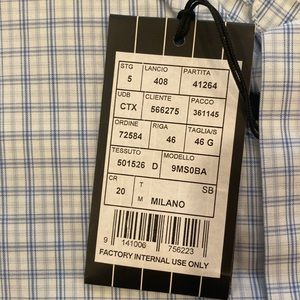 STG LANCIO PARTITA
5 408 41264
UDB CLIENTE PACCO
CTX 566275 361145
ORDINE RIGA TAGLIA/S
72584 46 46 G
TESSUTO MODELLO
501526 D 9MS0BA
CR T SB
20 M MILANO
9 141006 756223
FACTORY INTERNAL USE ONLY